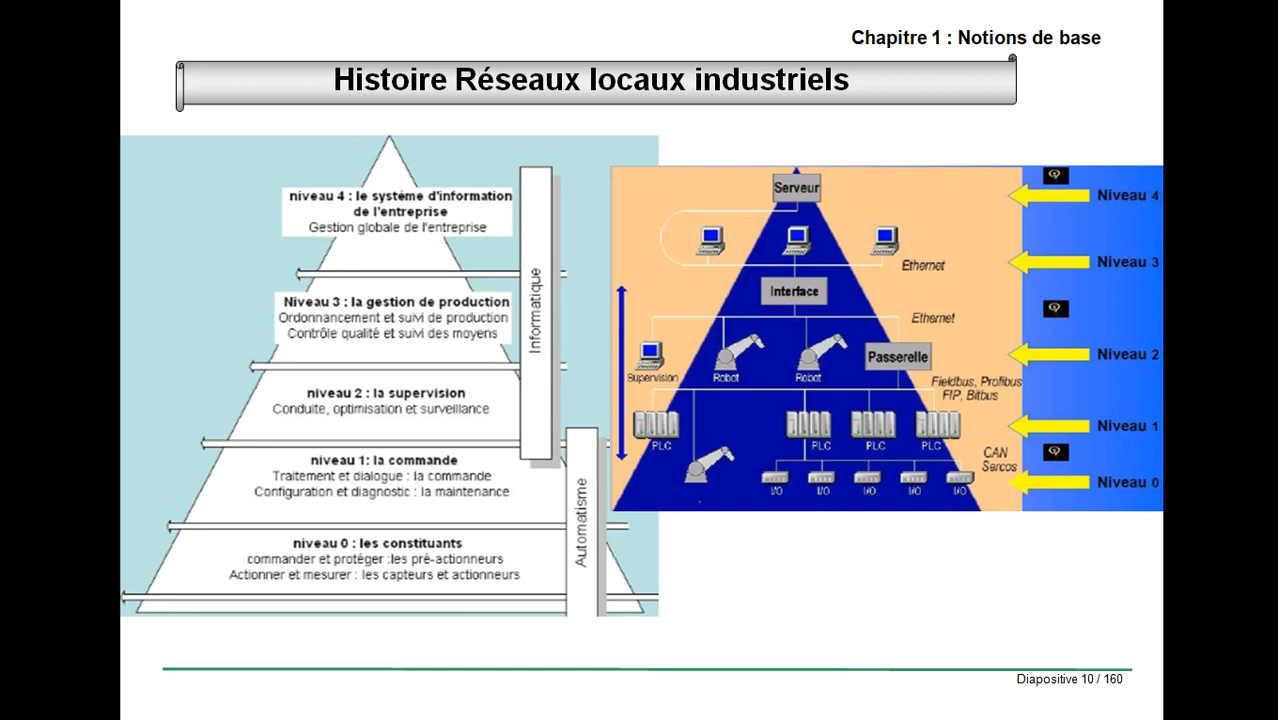 Chapitre 1 : Notions de base
Histoire Réseaux locaux industriels
niveau 4 : le système d'information
de l'entreprise
Gestion globale de l'entreprise
Niveau 3 : la gestion de production
Ordonnancement et suivi de production
Contrôle qualité et suivi des moyens
niveau 2 : la supervision
Conduite, optimisation et surveillance
niveau 1: la commande
Traitement et dialogue : la commande
Configuration et diagnostic : la maintenance
niveau 0 : les constituants
commander et protéger :les pré-actionneurs
Actionner et mesurer : les capteurs et actionneurs
Informatique
Automatisme
Serveur
Ethernet
Interface
Ethernet
Supervision
Robot
Robot
Passerelle
Fieldbus, Profibus
FIP, Bitbus
PLC
PLC
PLC
PLC
CAN
Sercos
I/O
I/O
I/O
I/O
I/O
Niveau 4
Niveau 3
Niveau 2
Niveau 1
Niveau 0
Diapositive 10 / 160